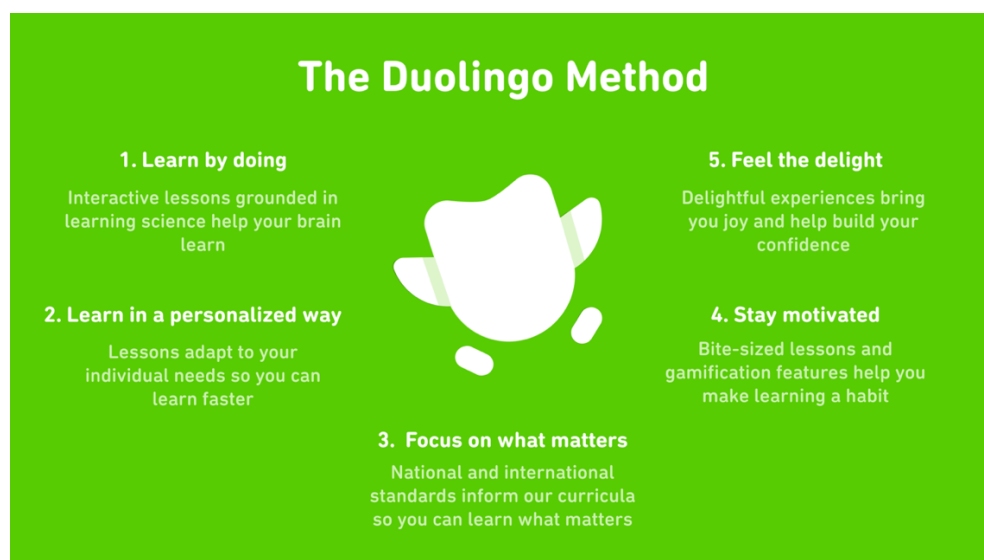 The Duolingo Method
1. Learn by doing
Interactive lessons grounded in
learning science help your brain
learn
2. Learn in a personalized way
Lessons adapt to your
individual needs so you can
learn faster
3. Focus on what matters
National and international
standards inform our curricula
so you can learn what matters
4. Stay motivated
Bite-sized lessons and
gamification features help you
make learning a habit
5. Feel the delight
Delightful experiences bring
you joy and help build your
confidence